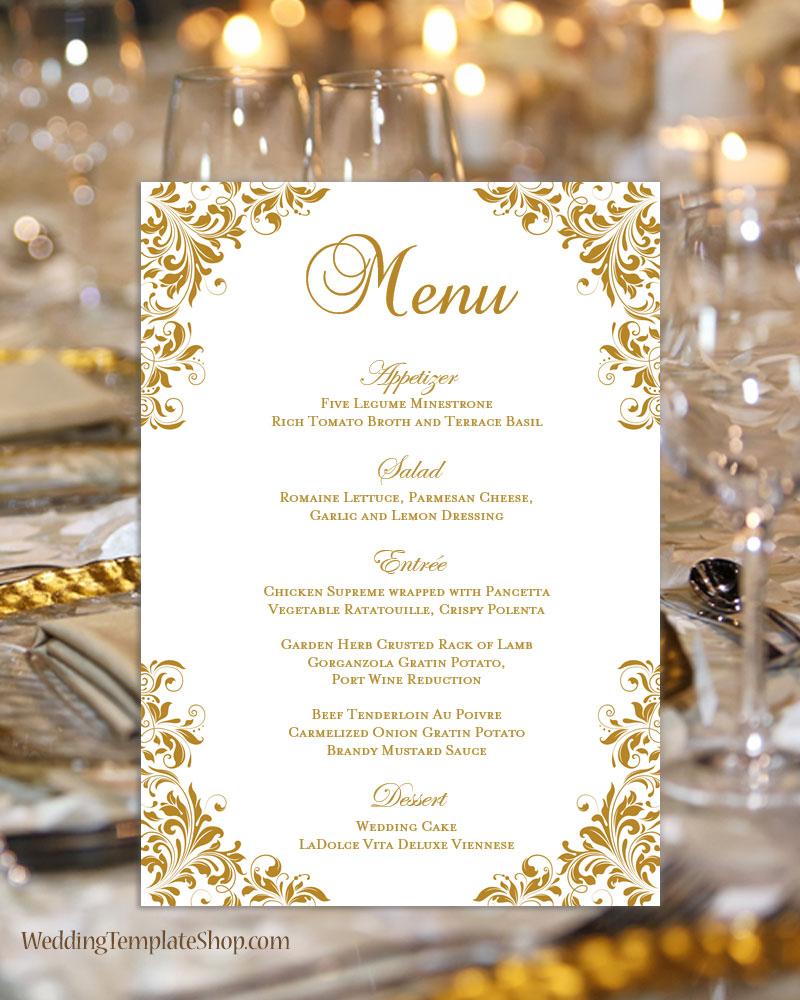 Menu
Appetizer
Five Legume Minestrone
Rich Tomato Broth and Terrace Basil
Salad
Romaine Lettuce, Parmesan Cheese,
Garlic and Lemon Dressing
Entrée
Chicken Supreme wrapped with Pancetta
Vegetable Ratatouille, Crispy Polenta
Garden Herb Crusted Rack of Lamb
Gorganzola Gratin Potato,
Port Wine Reduction
Beef Tenderloin Au Poivre
Carmelized Onion Gratin Potato
Brandy Mustard Sauce
Dessert
Wedding Cake
LaDolce Vita Deluxe Viennese
WeddingTemplateShop.com